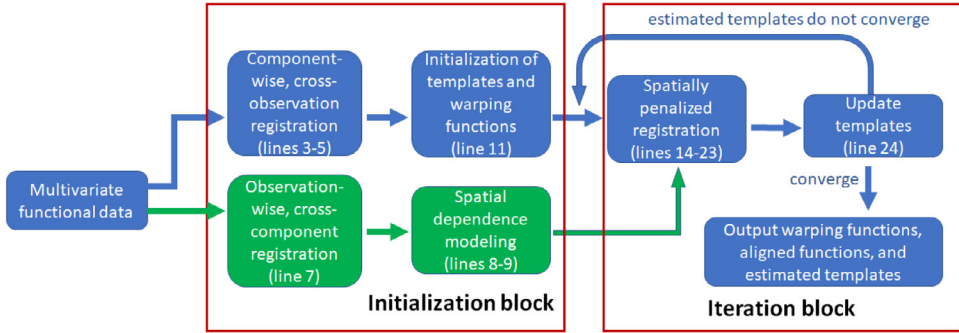 Multivariate
functional data
Component-
wise, cross-
observation
registration
(lines 3-5)
Initialization of
templates and
warping
functions
(line 11)
Observation-
wise, cross-
component
registration
(line 7)
Spatial
dependence
modeling
(lines 8-9)
Initialization block
estimated templates do not converge
Spatially
penalized
registration
(lines 14-23)
Update
templates
(line 24)
converge
Output warping functions,
aligned functions, and
estimated templates
Iteration block